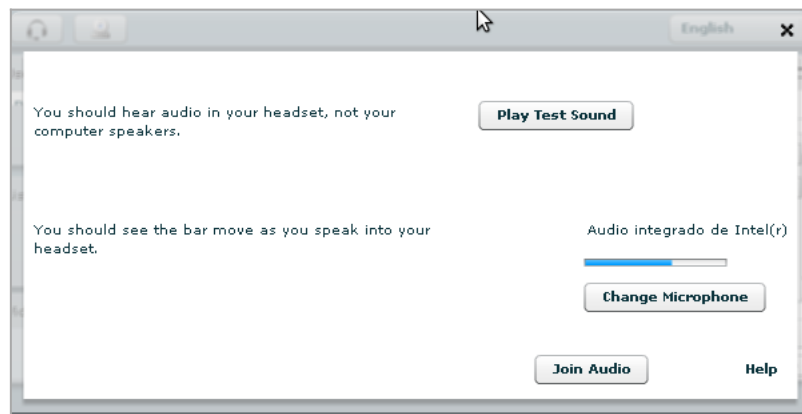 English
You should hear audio in your headset, not your
computer speakers.
Play Test Sound
You should see the bar move as you speak into your
headset.
Audio integrado de Intel(r)
Change Microphone
Join Audio
Help